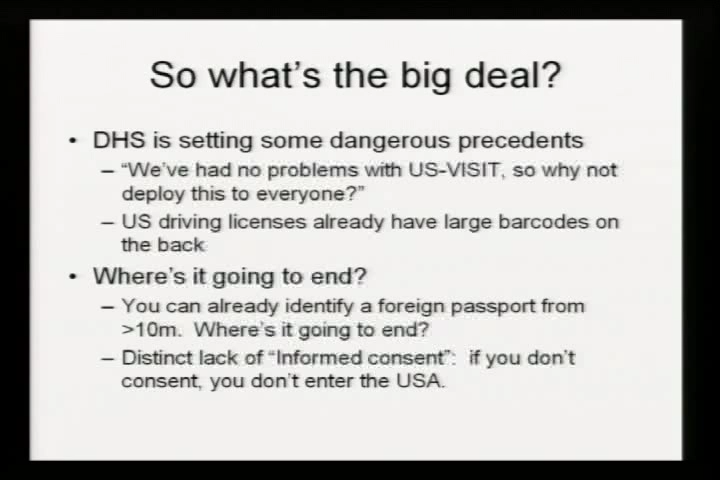 So what's the big deal?
• DHS is setting some dangerous precedents
– “We've had no problems with US-VISIT, so why not
deploy this to everyone?”
– US driving licenses already have large barcodes on
the back
• Where's it going to end?
– You can already identify a foreign passport from
>10m.  Where's it going to end?
– Distinct lack of “Informed consent”:  if you don't
consent, you don't enter the USA.